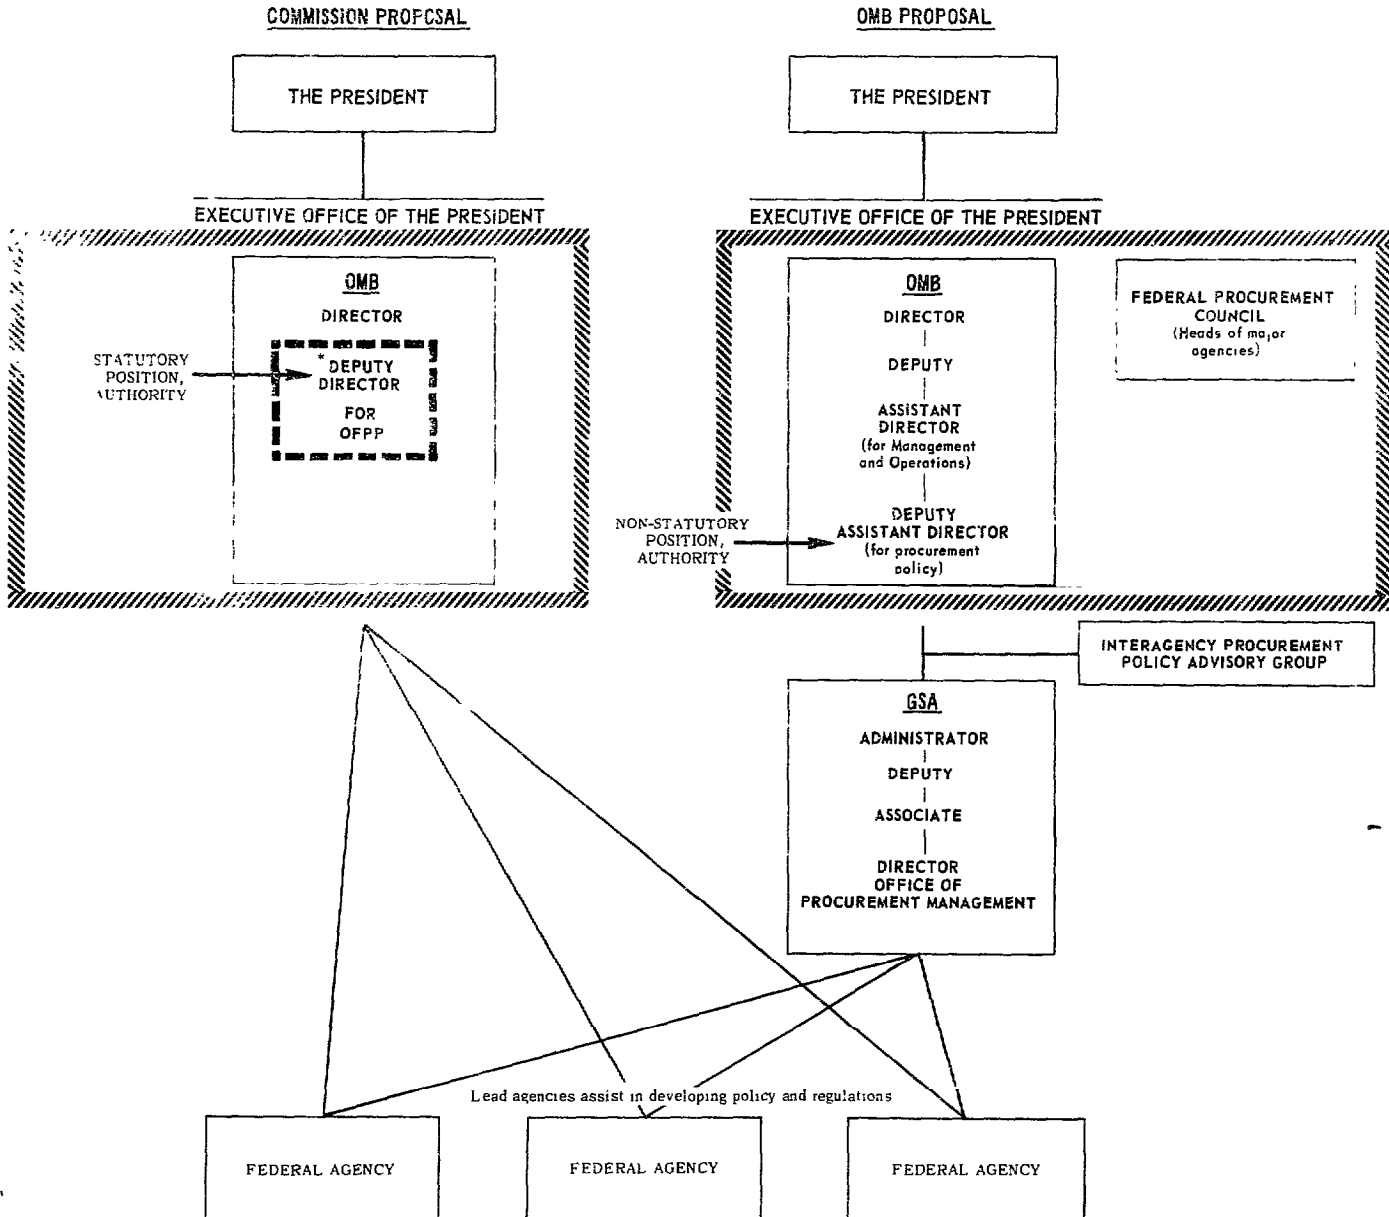 COMMISSION PROPCSAL
THE PRESIDENT
EXECUTIVE OFFICE OF THE PRESIDENT
OMB
DIRECTOR
* DEPUTY
DIRECTOR
FOR
OFPP
STATUTORY
POSITION,
AUTHORITY
OMB PROPOSAL
THE PRESIDENT
EXECUTIVE OFFICE OF THE PRESIDENT
OMB
DIRECTOR
DEPUTY
ASSISTANT
DIRECTOR
(for Management
and Operations)
DEPUTY
ASSISTANT DIRECTOR
(for procurement
policy)
NON-STATUTORY
POSITION,
AUTHORITY
FEDERAL PROCUREMENT
COUNCIL
(Heads of major
agencies)
INTERAGENCY PROCUREMENT
POLICY ADVISORY GROUP
GSA
ADMINISTRATOR
DEPUTY
ASSOCIATE
DIRECTOR
OFFICE OF
PROCUREMENT MANAGEMENT
Lead agencies assist in developing policy and regulations
FEDERAL AGENCY
FEDERAL AGENCY
FEDERAL AGENCY